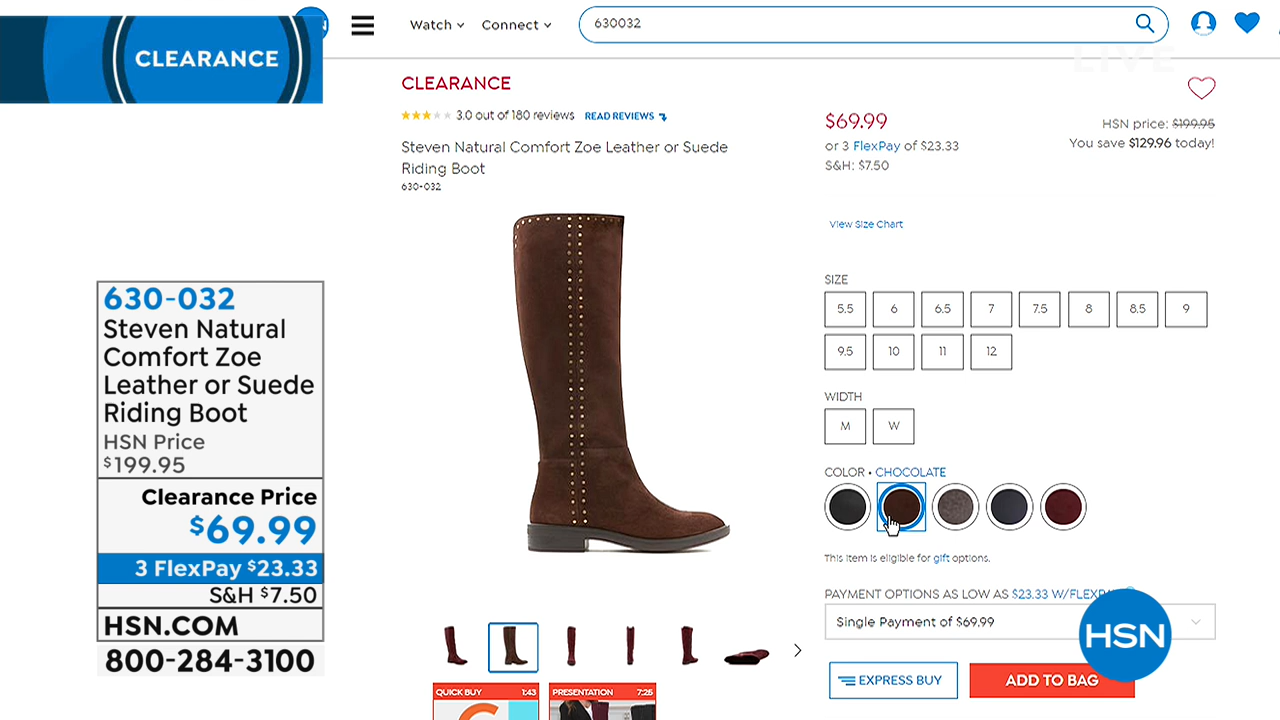 CLEARANCE
Watch
Connect
630032
LIVE
CLEARANCE
3.0 out of 180 reviews READ REVIEWS
Steven Natural Comfort Zoe Leather or Suede
Riding Boot
630-032
$69.99
or 3 FlexPay of $23.33
S&H: $7.50
HSN price: $199.95
You save $129.96 today!
View Size Chart
SIZE
5.5 6 6.5 7 7.5 8 8.5 9
9.5 10 11 12
WIDTH
M W
COLOR • CHOCOLATE
This item is eligible for gift options.
PAYMENT OPTIONS AS LOW AS $23.33 W/FLEXPAY
Single Payment of $69.99
EXPRESS BUY
ADD TO BAG
HSN
QUICK BUY 1:43
PRESENTATION 7:25
630-032
Steven Natural
Comfort Zoe
Leather or Suede
Riding Boot
HSN Price
$199.95
Clearance Price
$69.99
3 FlexPay $23.33
S&H $7.50
HSN.COM
800-284-3100